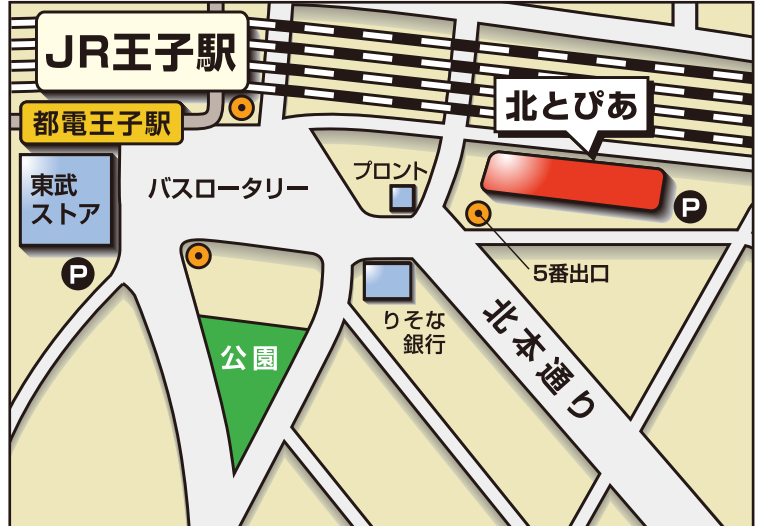 JR王子駅
都電王子駅
東武
ストア
P
バスロータリー
プロント
北とぴあ
P
5番出口
りそな
銀行
北本通り
公園